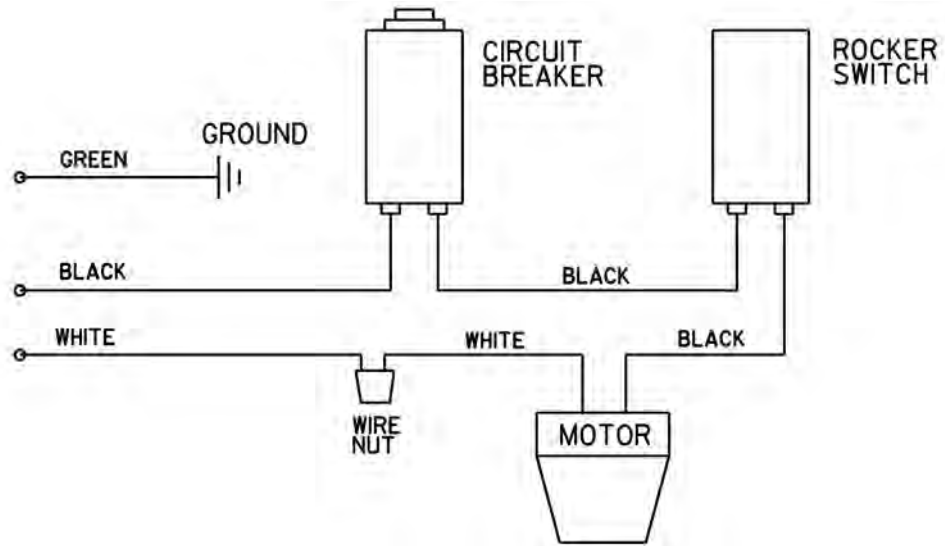 CIRCUIT
BREAKER
ROCKER
SWITCH
GROUND
GREEN
BLACK
BLACK
WHITE
WHITE
BLACK
WIRE
NUT
MOTOR